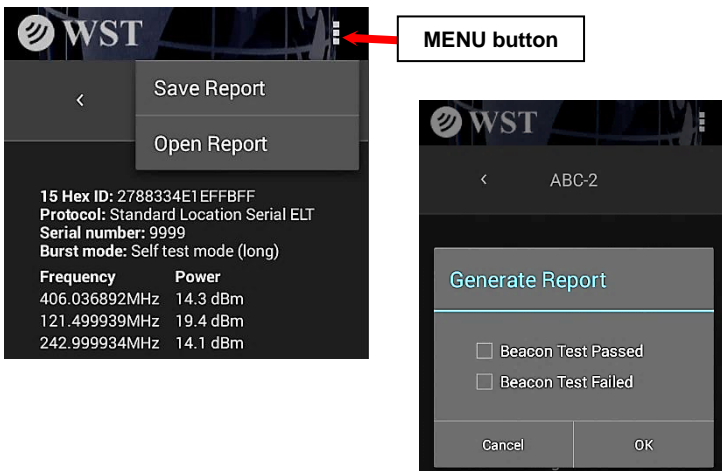 WST
MENU button
Save Report
Open Report
15 Hex ID: 2788334E1EFFBFF
Protocol: Standard Location Serial ELT
Serial number: 9999
Burst mode: Self test mode (long)
Frequency Power
406.036892MHz 14.3 dBm
121.499939MHz 19.4 dBm
242.999934MHz 14.1 dBm
WST
ABC-2
Generate Report
Beacon Test Passed
Beacon Test Failed
Cancel OK